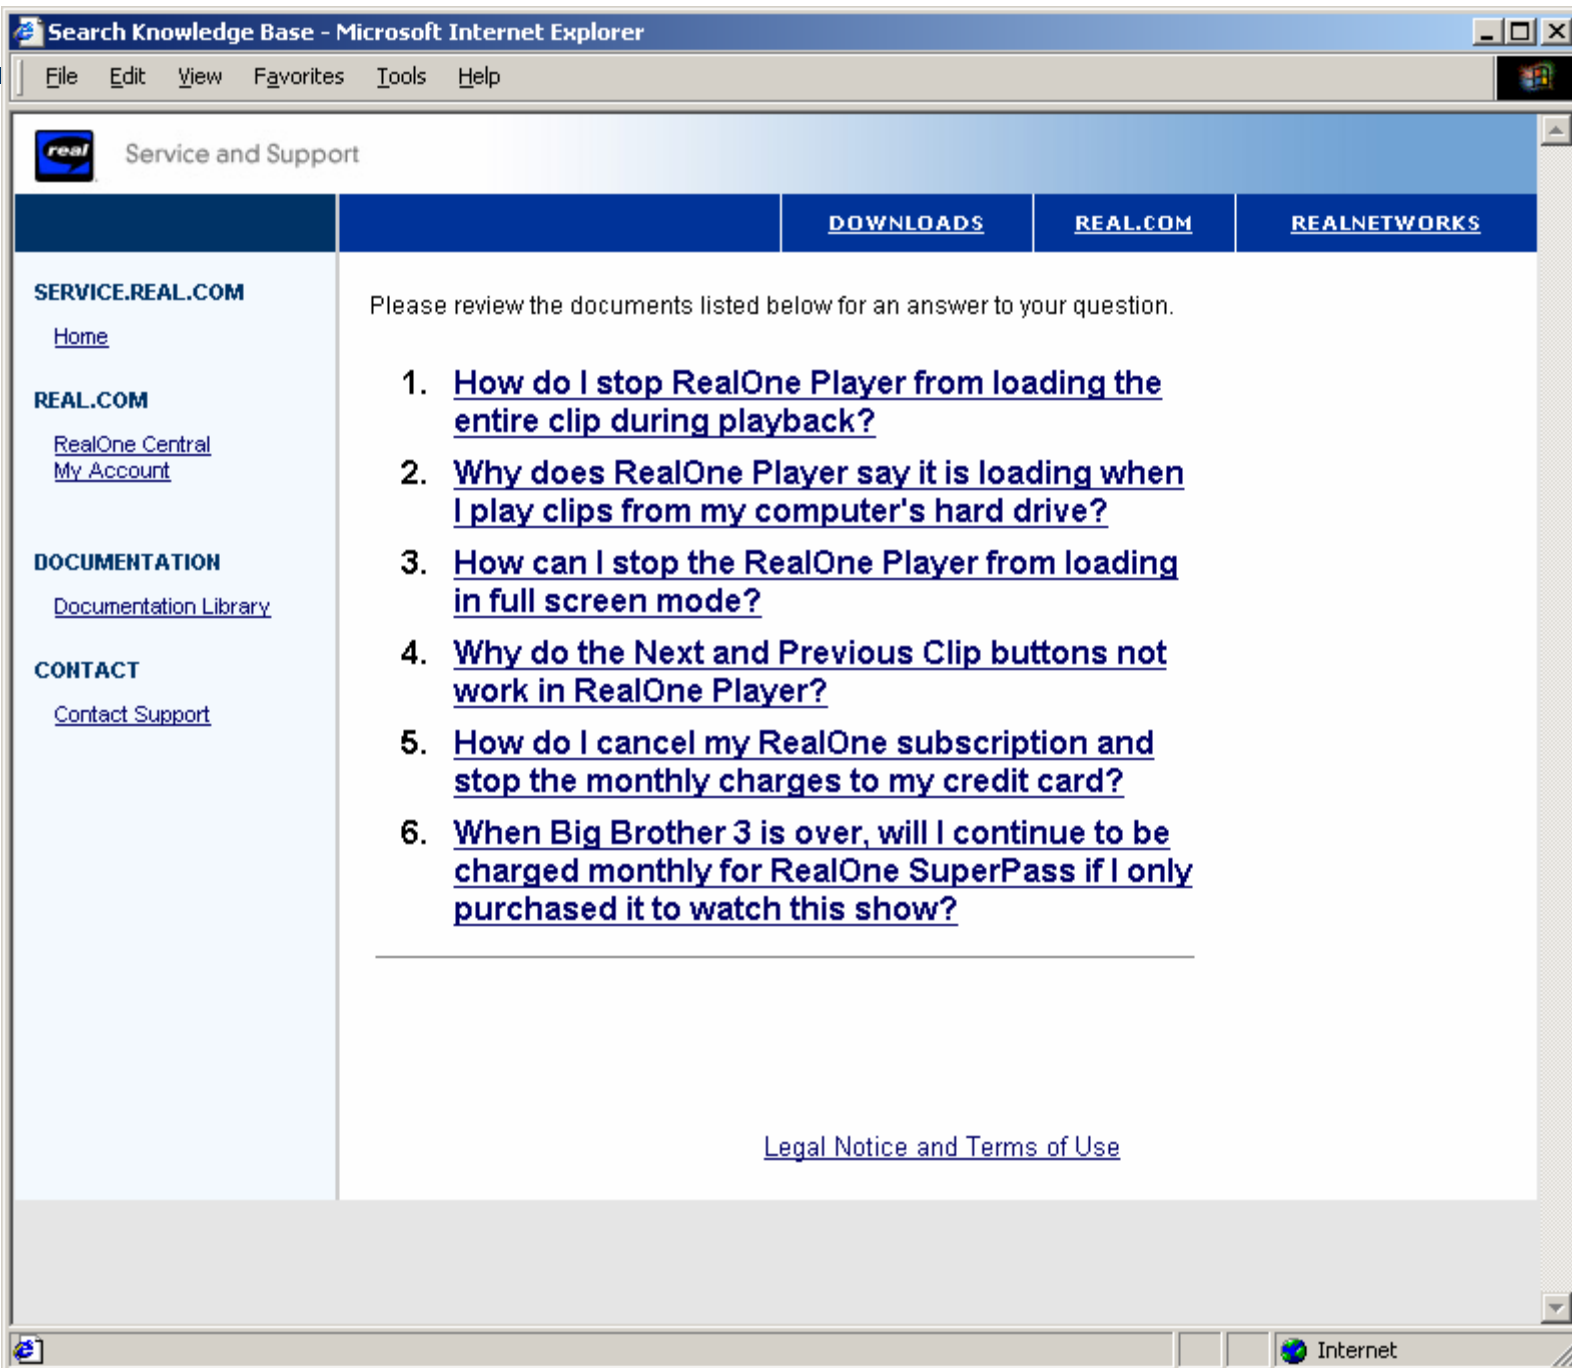 Search Knowledge Base - Microsoft Internet Explorer
File Edit View Favorites Tools Help
real Service and Support
DOWNLOADS REAL.COM REALNETWORKS
SERVICE.REAL.COM
Home
REAL.COM
RealOne Central
My Account
DOCUMENTATION
Documentation Library
CONTACT
Contact Support
Please review the documents listed below for an answer to your question.
1. How do I stop RealOne Player from loading the
entire clip during playback?
2. Why does RealOne Player say it is loading when
I play clips from my computer's hard drive?
3. How can I stop the RealOne Player from loading
in full screen mode?
4. Why do the Next and Previous Clip buttons not
work in RealOne Player?
5. How do I cancel my RealOne subscription and
stop the monthly charges to my credit card?
6. When Big Brother 3 is over, will I continue to be
charged monthly for RealOne SuperPass if I only
purchased it to watch this show?
Legal Notice and Terms of Use
Internet